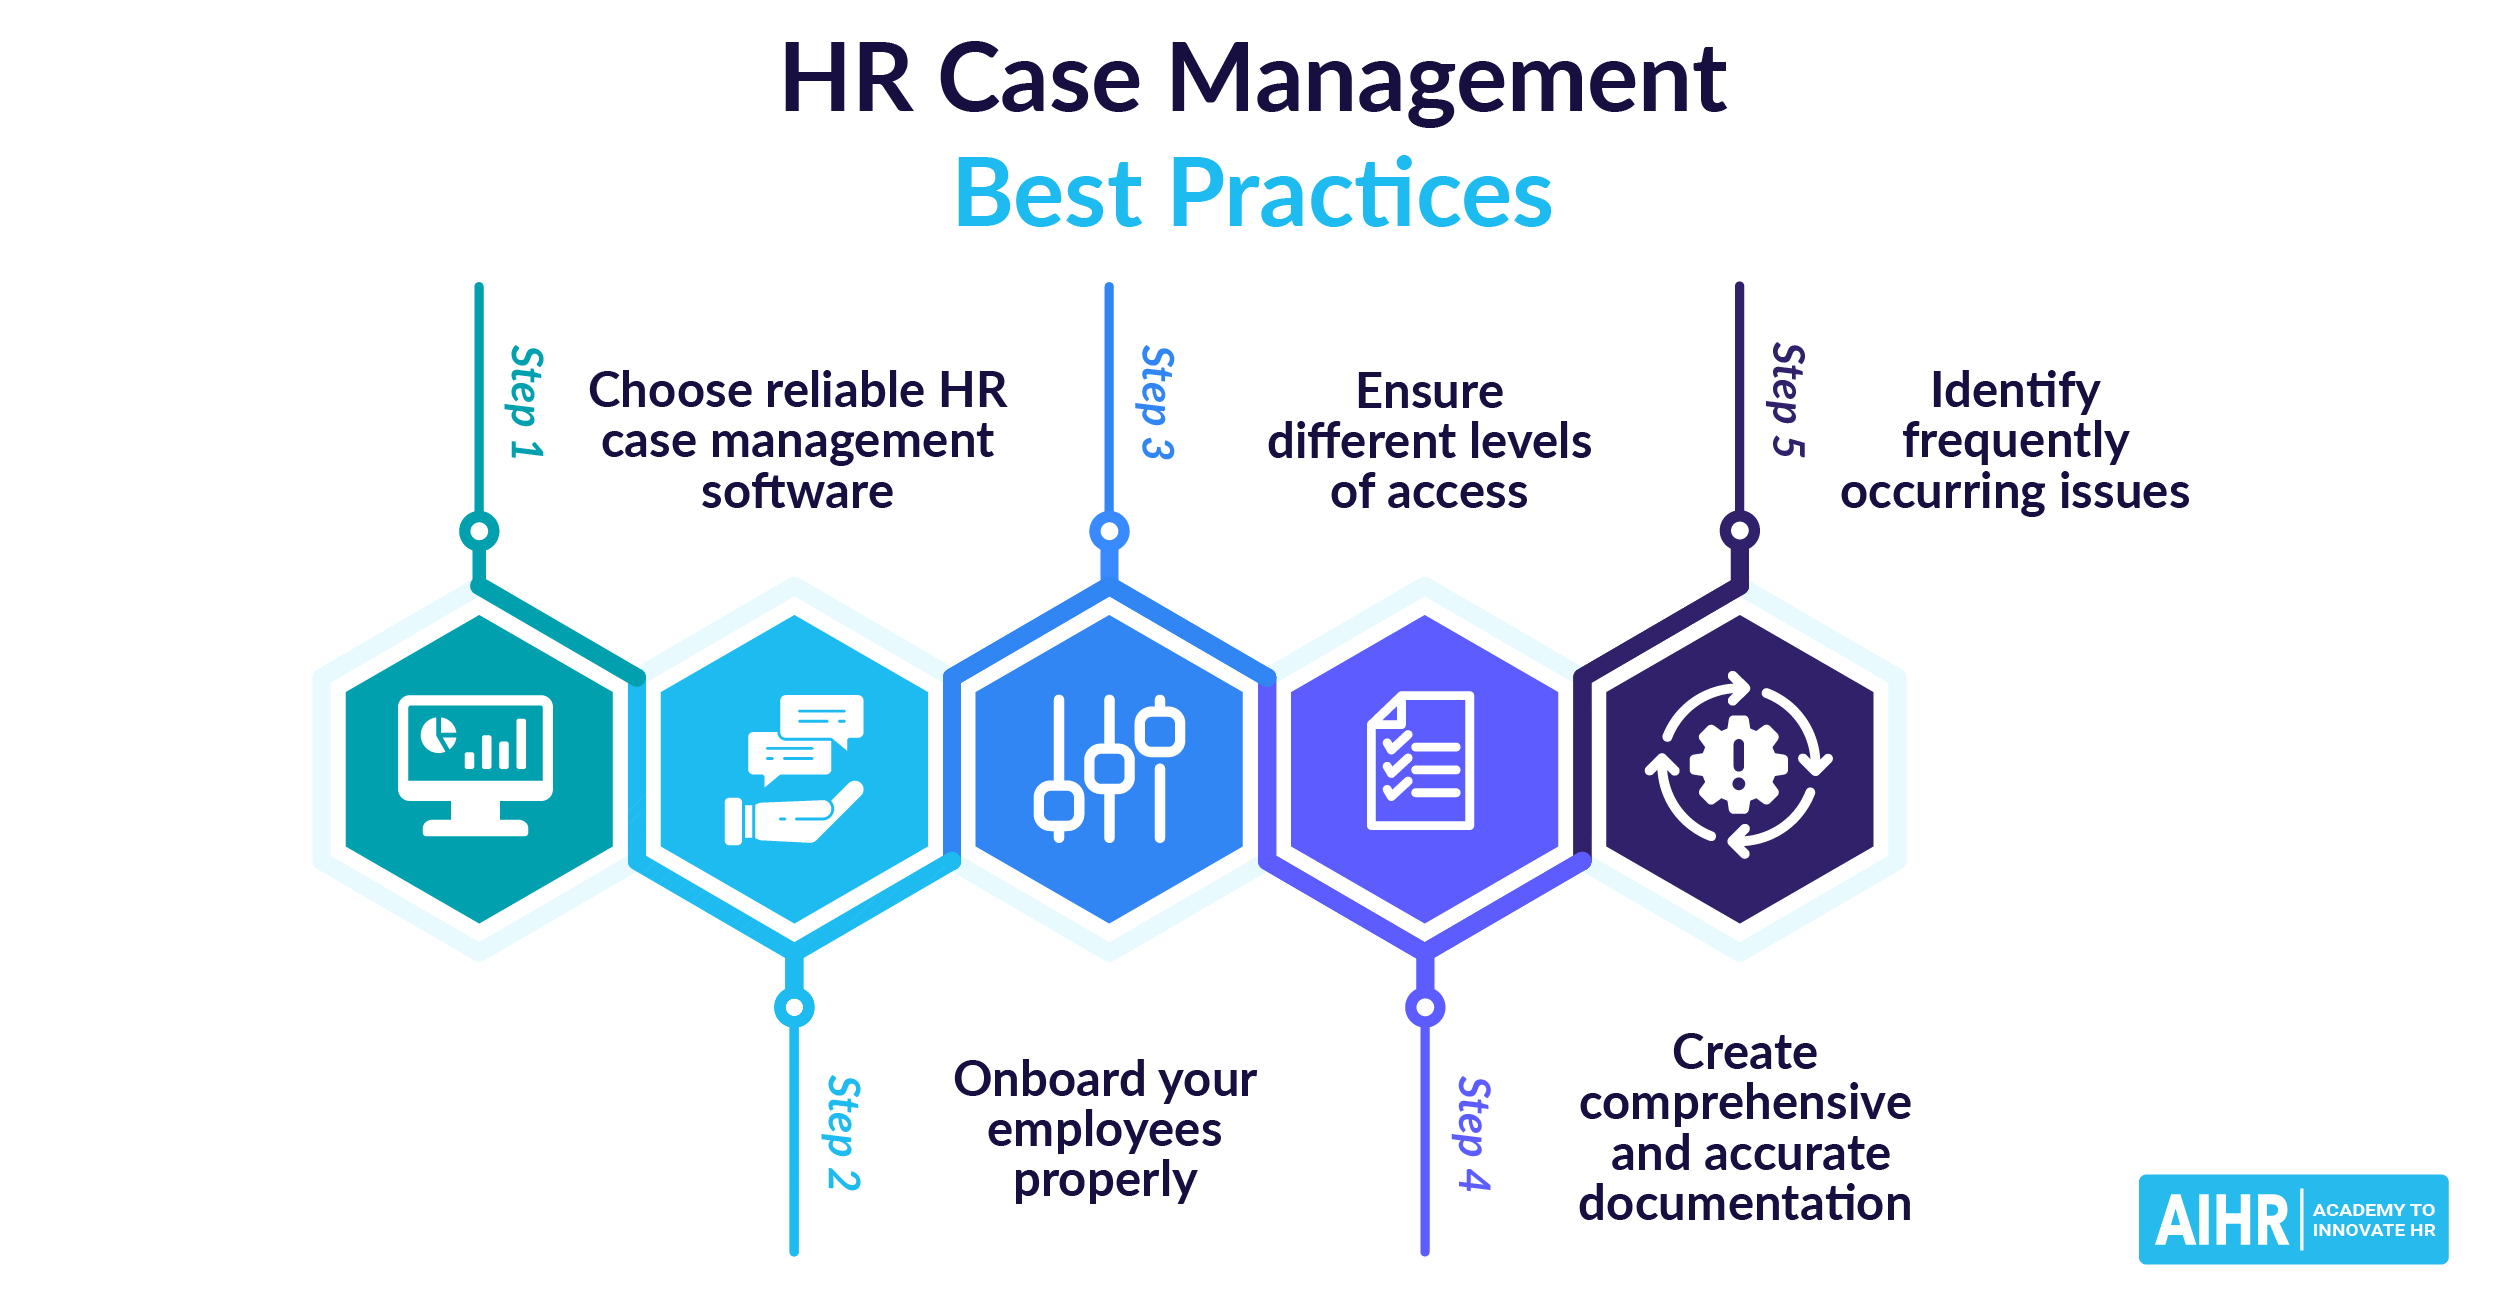 HR Case Management
Best Practices
Step 1
Choose reliable HR
case management
software
Step 2
Onboard your
employees
properly
Step 3
Ensure
different levels
of access
Step 4
Create
comprehensive
and accurate
documentation
Step 5
Identify
frequently
occurring issues
AIHR
ACADEMY TO
INNOVATE HR